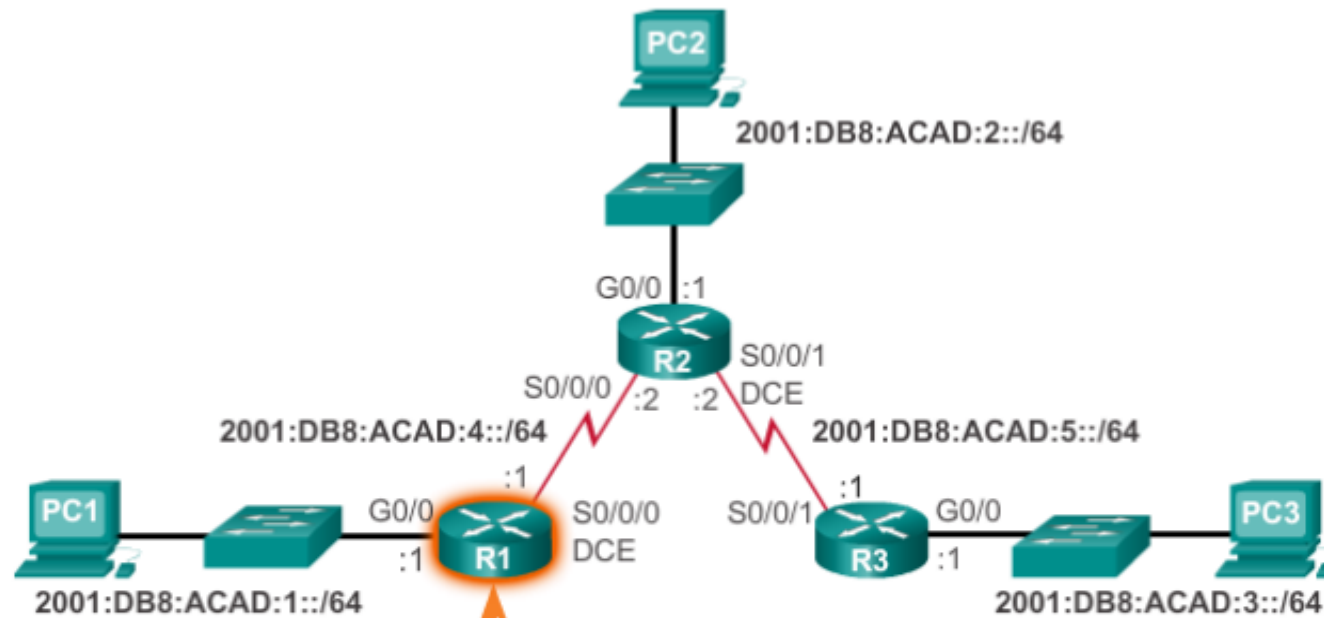 PC2
2001:DB8:ACAD:2::/64
G0/0 :1
R2
S0/0/1
DCE
S0/0/0
:2 :2
2001:DB8:ACAD:4::/64
2001:DB8:ACAD:5::/64
:1
:1
PC1
G0/0
:1
R1
S0/0/0
DCE
S0/0/1
R3
G0/0
:1
PC3
2001:DB8:ACAD:1::/64
2001:DB8:ACAD:3::/64